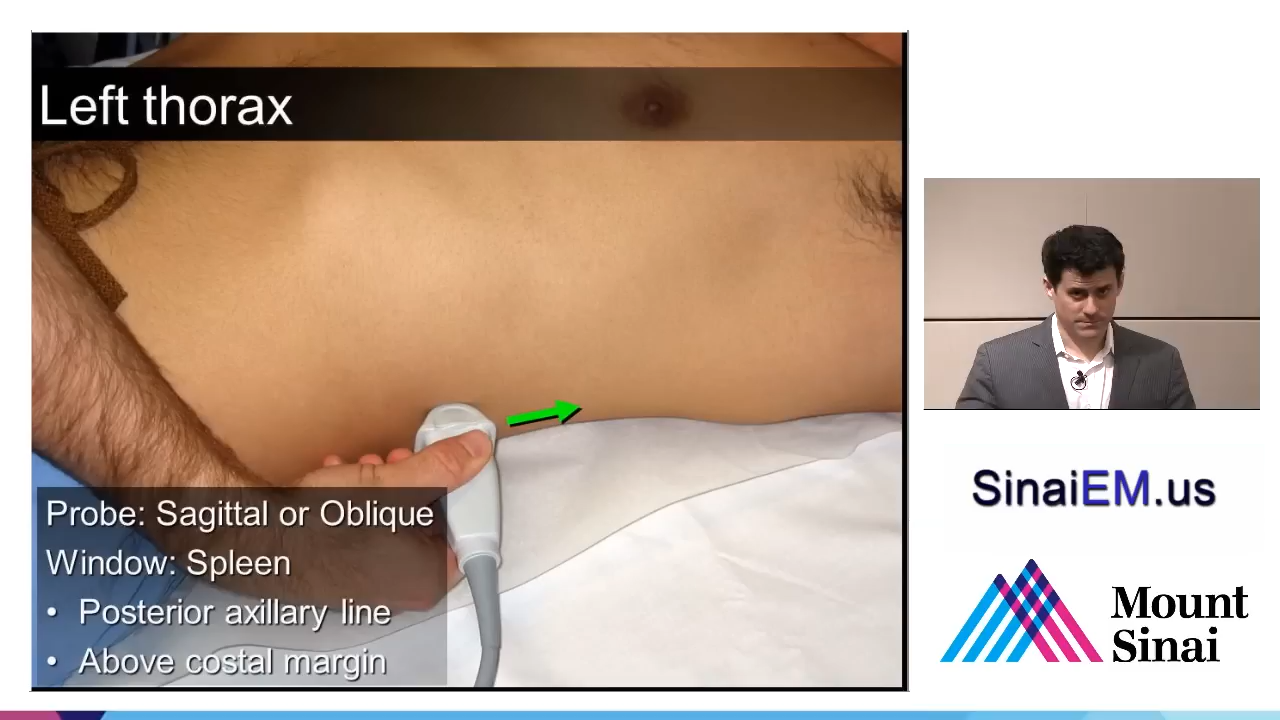 Left thorax
Probe: Sagittal or Oblique
Window: Spleen
• Posterior axillary line
• Above costal margin
SinaiEM.us
Mount
Sinai